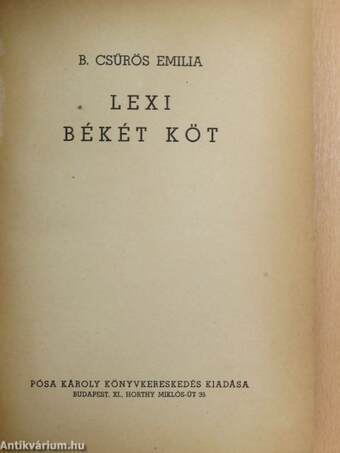 B. CSŰRÖS EMILIA
LEXI
BÉKÉT KÖT
PÓSA KÁROLY KÖNYVKERESKEDÉS KIADÁSA
BUDAPEST, XI., HORTHY MIKLÓS-ÚT 39.
Antikvárium.hu